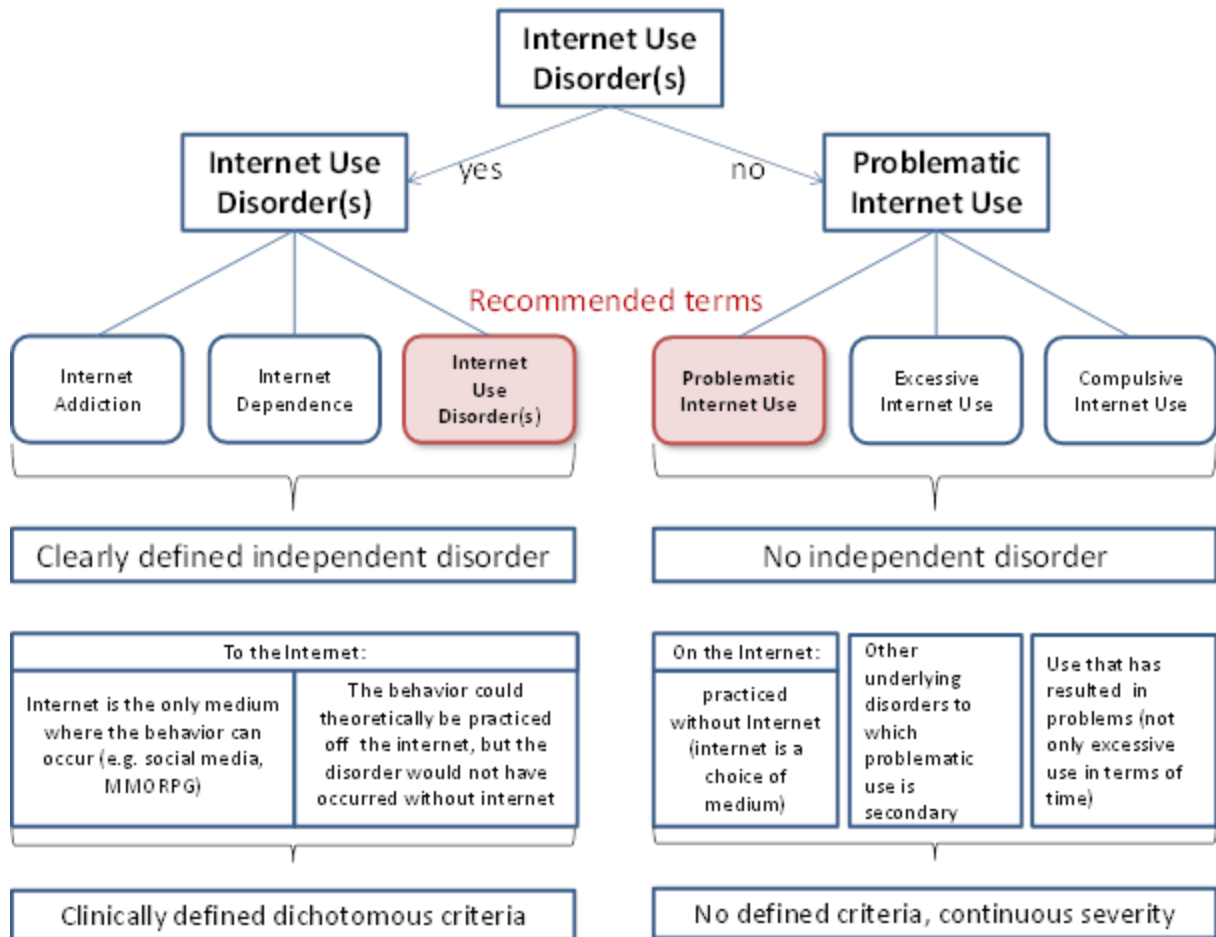 Internet Use
Disorder(s)
yes
no
Internet Use
Disorder(s)
Problematic
Internet Use
Recommended terms
Internet
Addiction
Internet
Dependence
Internet
Use
Disorder(s)
Problematic
Internet Use
Excessive
Internet Use
Compulsive
Internet Use
Clearly defined independent disorder
No independent disorder
To the Internet:
Internet is the only medium
where the behavior can
occur (e.g. social media,
MMORPG)
The behavior could
theoretically be practiced
off the internet, but the
disorder would not have
occurred without internet
On the Internet:
practiced
without Internet
(internet is a
choice of
medium)
Other
underlying
disorders to
which
problematic
use is
secondary
Use that has
resulted in
problems (not
only excessive
use in terms of
time)
Clinically defined dichotomous criteria
No defined criteria, continuous severity